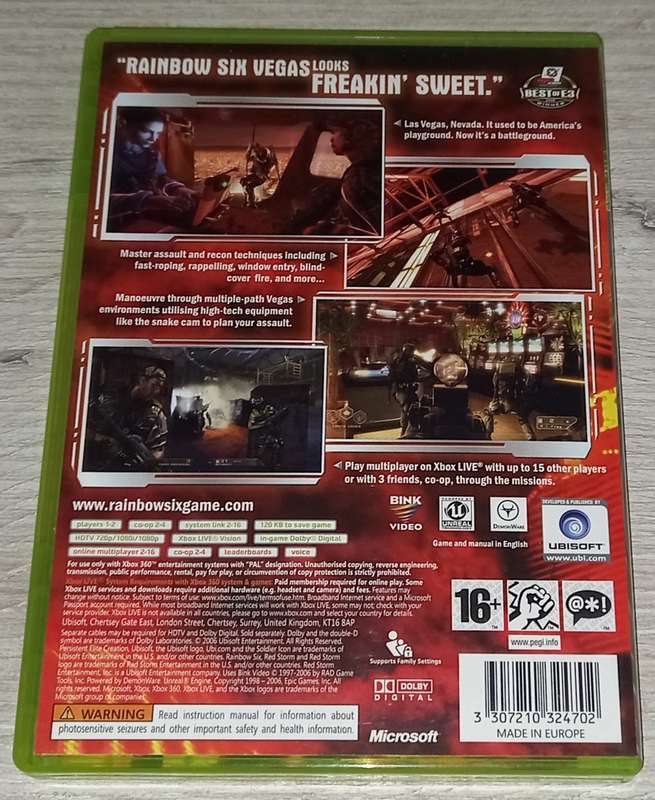 "RAINBOW SIX VEGAS LOOKS
FREAKIN' SWEET."
BEST OF E3
WINNER
Las Vegas, Nevada. It used to be America's
playground. Now it's a battleground.
Master assault and recon techniques including
fast-roping, rappelling, window entry, blind-
cover fire, and more...
Manoeuvre through multiple-path Vegas
environments utilising high-tech equipment
like the snake cam to plan your assault.
Play multiplayer on Xbox LIVE® with up to 15 other players
or with 3 friends, co-op, through the missions.
www.rainbowsixgame.com
players 1-2
co-op 2-4
system link 2-16
120 KB to save game
HDTV 720p/1080i/1080p
Xbox LIVE® Vision
in-game Dolby® Digital
online multiplayer 2-16
co-op 2-4
leaderboards
voice
BINK
VIDEO
POWERED BY
UNREAL
DEMONWARE
Game and manual in English
DEVELOPED & PUBLISHED BY
UBISOFT
www.ubi.com
For use only with Xbox 360™ entertainment systems with "PAL" designation. Unauthorised copying, reverse engineering,
transmission, public performance, rental, pay for play, or circumvention of copy protection is strictly prohibited.
Xbox LIVE™ System Requirements with Xbox 360 system & games: Paid membership required for online play. Some
Xbox LIVE services and downloads require additional hardware (e.g. headset and camera) and fees. Features may
change without notice. Subject to terms of use: www.xbox.com/live/termsofuse.htm. Broadband Internet service and a Microsoft
Passport account required. While most broadband Internet services will work with Xbox LIVE, some may not; check with your
service provider. Xbox LIVE is not available in all countries; please go to www.xbox.com and select your country for details.
Ubisoft, Chertsey Gate East, London Street, Chertsey, Surrey, United Kingdom, KT16 8AP
Separate cables may be required for HDTV and Dolby Digital. Sold separately. Dolby and the double-D
symbol are trademarks of Dolby Laboratories. © 2006 Ubisoft Entertainment. All Rights Reserved.
Persistent Elite Creation, Ubisoft, the Ubisoft logo, Ubi.com and the Soldier Icon are trademarks of
Ubisoft Entertainment in the U.S. and/or other countries. Rainbow Six, Red Storm and Red Storm
logo are trademarks of Red Storm Entertainment in the U.S. and/or other countries. Red Storm
Entertainment, Inc. is a Ubisoft Entertainment company. Uses Bink Video © 1997-2006 by RAD Game
Tools, Inc. Powered by DemonWare. Unreal® Engine, Copyright 1998 – 2006, Epic Games, Inc. All
rights reserved. Microsoft, Xbox, Xbox 360, Xbox LIVE, and the Xbox logos are trademarks of the
Microsoft group of companies.
Supports Family Settings
16+
www.pegi.info
@*!
DOLBY
DIGITAL
WARNING
Read instruction manual for information about
photosensitive seizures and other important safety and health information.
Microsoft
3 307210 324702
MADE IN EUROPE